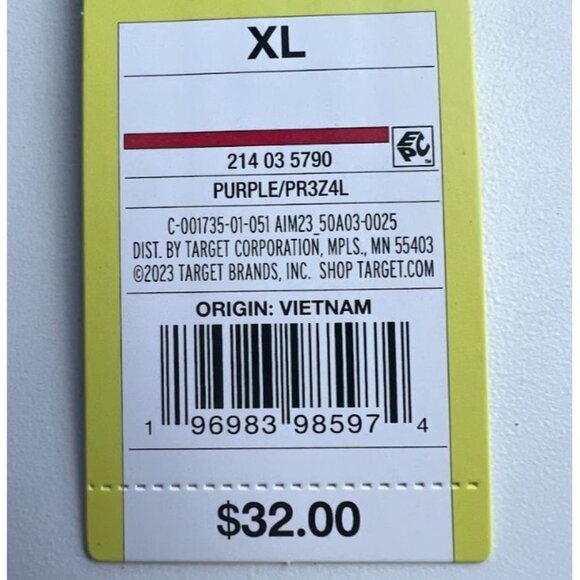 XL
EPC™
214 03 5790
PURPLE/PR3Z4L
C-001735-01-051 AIM23_50A03-0025
DIST. BY TARGET CORPORATION, MPLS., MN 55403
©2023 TARGET BRANDS, INC. SHOP TARGET.COM
ORIGIN: VIETNAM
1 96983 98597 4
$32.00